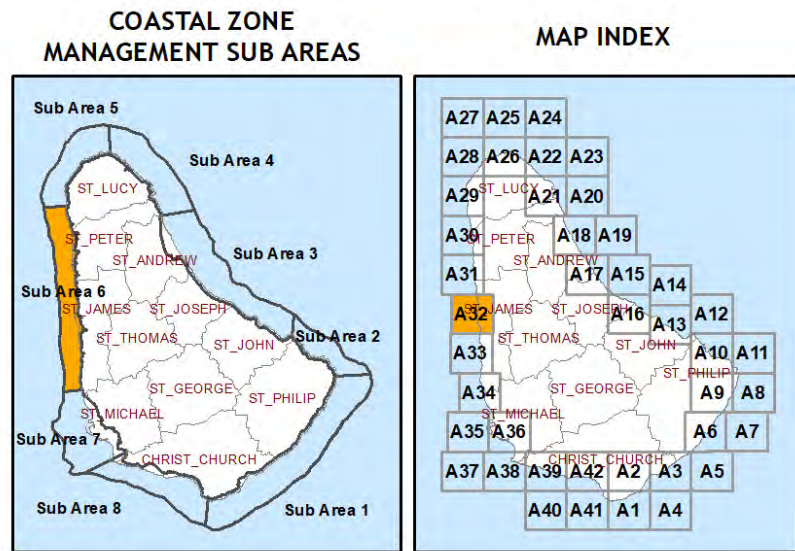 COASTAL ZONE
MANAGEMENT SUB AREAS
Sub Area 5
Sub Area 4
ST_LUCY
ST_PETER
Sub Area 3
ST_ANDREW
Sub Area 6
ST_JAMES
ST_JOSEPH
ST_THOMAS
ST_JOHN
Sub Area 2
ST_GEORGE
ST_PHILIP
ST_MICHAEL
Sub Area 7
CHRIST_CHURCH
Sub Area 8
Sub Area 1
MAP INDEX
A27 A25 A24
A28 A26 A22 A23
A29 ST_LUCY A21 A20
A30 ST_PETER A18 A19
ST_ANDREW
A31 A17 A15 A14
A32 ST_JAMES ST_JOSEPH A16 A13 A12
ST_THOMAS ST_JOHN
A33 A10 A11
ST_PHILIP
A34 ST_GEORGE A9 A8
ST_MICHAEL
A35 A36 A6 A7
CHRIST_CHURCH
A37 A38 A39 A42 A2 A3 A5
A40 A41 A1 A4